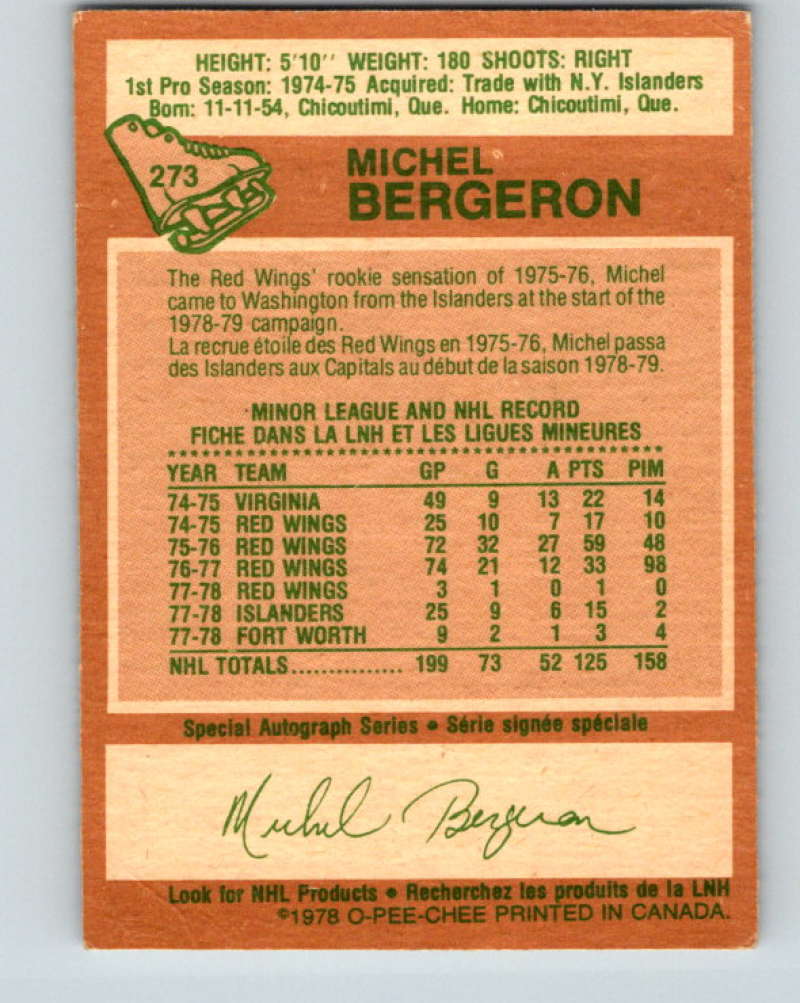 HEIGHT: 5'10'' WEIGHT: 180 SHOOTS: RIGHT
1st Pro Season: 1974-75 Acquired: Trade with N.Y. Islanders
Born: 11-11-54, Chicoutimi, Que. Home: Chicoutimi, Que.
273
MICHEL
BERGERON
The Red Wings' rookie sensation of 1975-76, Michel
came to Washington from the Islanders at the start of the
1978-79 campaign.
La recrue étoile des Red Wings en 1975-76, Michel passa
des Islanders aux Capitals au début de la saison 1978-79.
MINOR LEAGUE AND NHL RECORD
FICHE DANS LA LNH ET LES LIGUES MINEURES
YEAR TEAM GP G A PTS PIM
74-75 VIRGINIA 49 9 13 22 14
74-75 RED WINGS 25 10 7 17 10
75-76 RED WINGS 72 32 27 59 48
76-77 RED WINGS 74 21 12 33 98
77-78 RED WINGS 3 1 0 1 0
77-78 ISLANDERS 25 9 6 15 2
77-78 FORT WORTH 9 2 1 3 4
NHL TOTALS.............. 199 73 52 125 158
Special Autograph Series • Série signée spéciale
Michel Bergeron
Look for NHL Products • Recherchez les produits de la LNH
©1978 O-PEE-CHEE PRINTED IN CANADA.